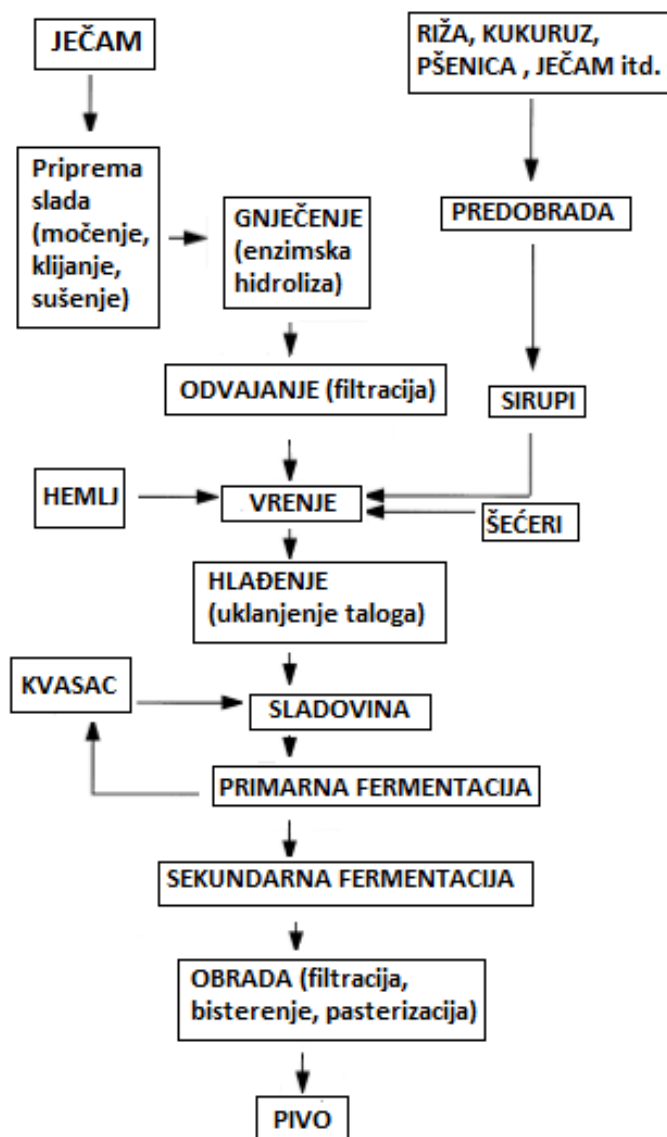 JEČAM
RIŽA, KUKURUZ,
PŠENICA , JEČAM itd.
Priprema
slada
(močenje,
klijanje,
sušenje)
GNJEČENJE
(enzimska
hidroliza)
PREDOBRADA
ODVAJANJE (filtracija)
SIRUPI
HEMLJ
VRENJE
ŠEĆERI
HLAĐENJE
(uklanjenje taloga)
KVASAC
SLADOVINA
PRIMARNA FERMENTACIJA
SEKUNDARNA FERMENTACIJA
OBRADA (filtracija,
bisterenje, pasterizacija)
PIVO